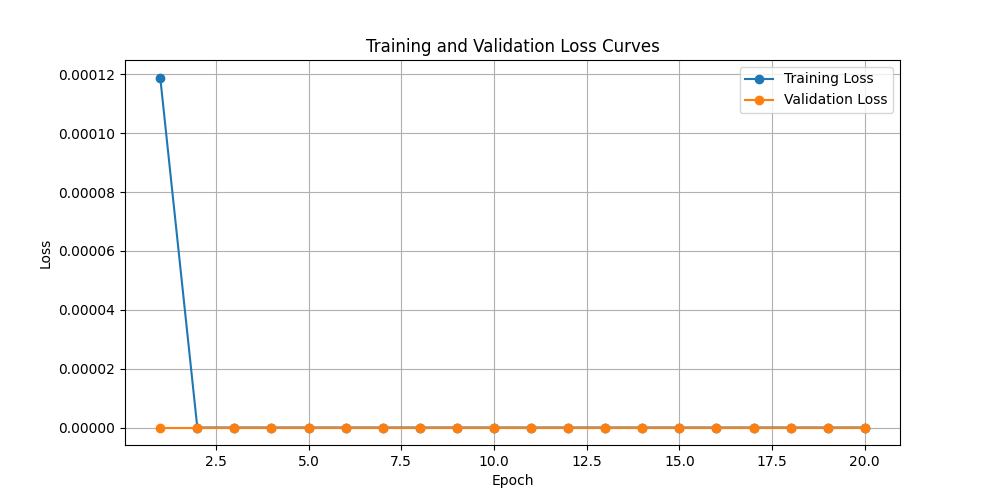 Training and Validation Loss Curves
Training Loss
Validation Loss
0.00012
0.00010
0.00008
0.00006
0.00004
0.00002
0.00000
Loss
2.5 5.0 7.5 10.0 12.5 15.0 17.5 20.0
Epoch